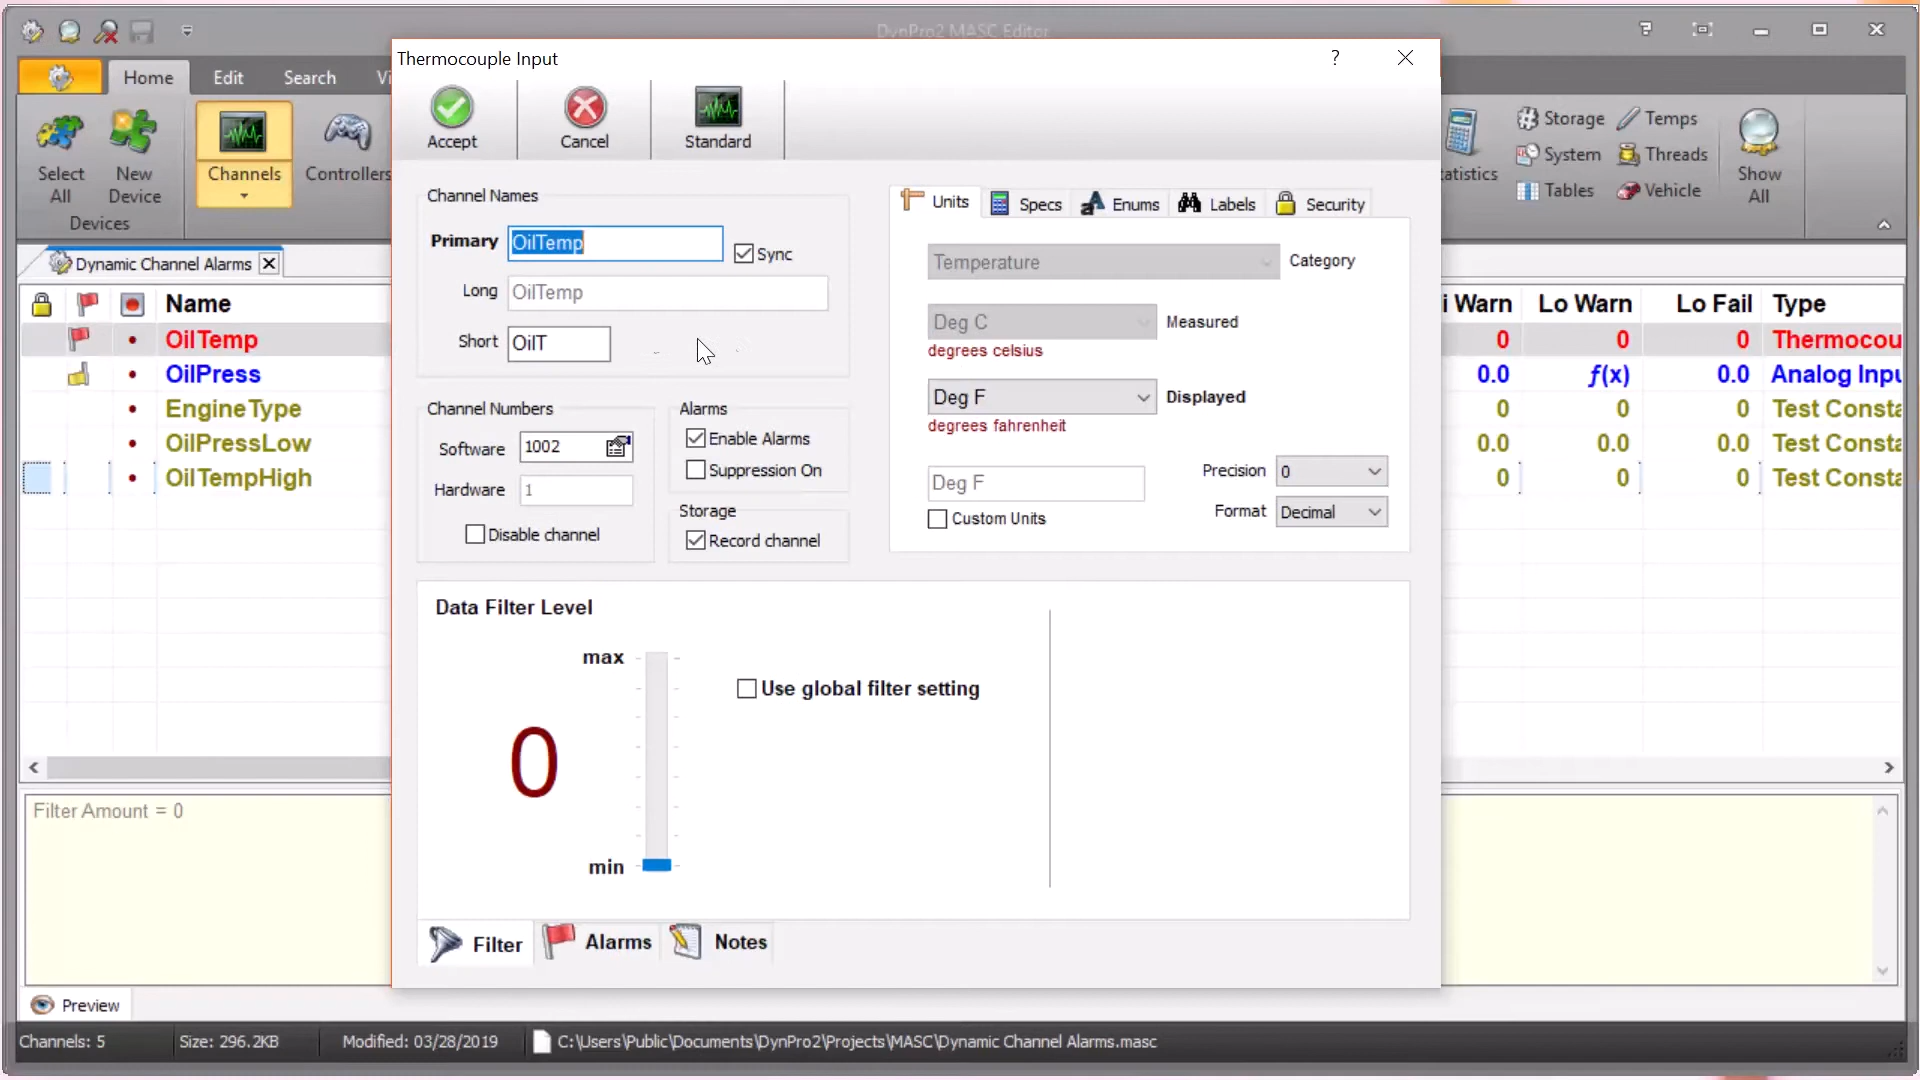 DynPro2 MASC Editor
Thermocouple Input
?
Home Edit Search
Accept Cancel Standard
Select All
New Device
Devices
Channels
Controllers
Storage Temps
System Threads
Tables Vehicle
Show All
Dynamic Channel Alarms
Channel Names
Primary OilTemp
Sync
Long OilTemp
Short OilT
Units Specs Enums Labels Security
Temperature Category
Deg C Measured
degrees celsius
Deg F Displayed
degrees fahrenheit
Deg F
Custom Units
Precision 0
Format Decimal
Name
Lo Warn Lo Fail Type
OilTemp 0 0 0 Thermocou
OilPress 0.0 f(x) 0.0 Analog Inpu
EngineType 0 0 0 Test Consta
OilPressLow 0.0 0.0 0.0 Test Consta
OilTempHigh 0 0 0 Test Consta
Channel Numbers
Software 1002
Hardware 1
Disable channel
Alarms
Enable Alarms
Suppression On
Storage
Record channel
Data Filter Level
max
0
min
Use global filter setting
Filter Alarms Notes
Filter Amount = 0
Preview
Channels: 5 Size: 296.2KB Modified: 03/28/2019 C:\Users\Public\Documents\DynPro2\Projects\MASC\Dynamic Channel Alarms.masc